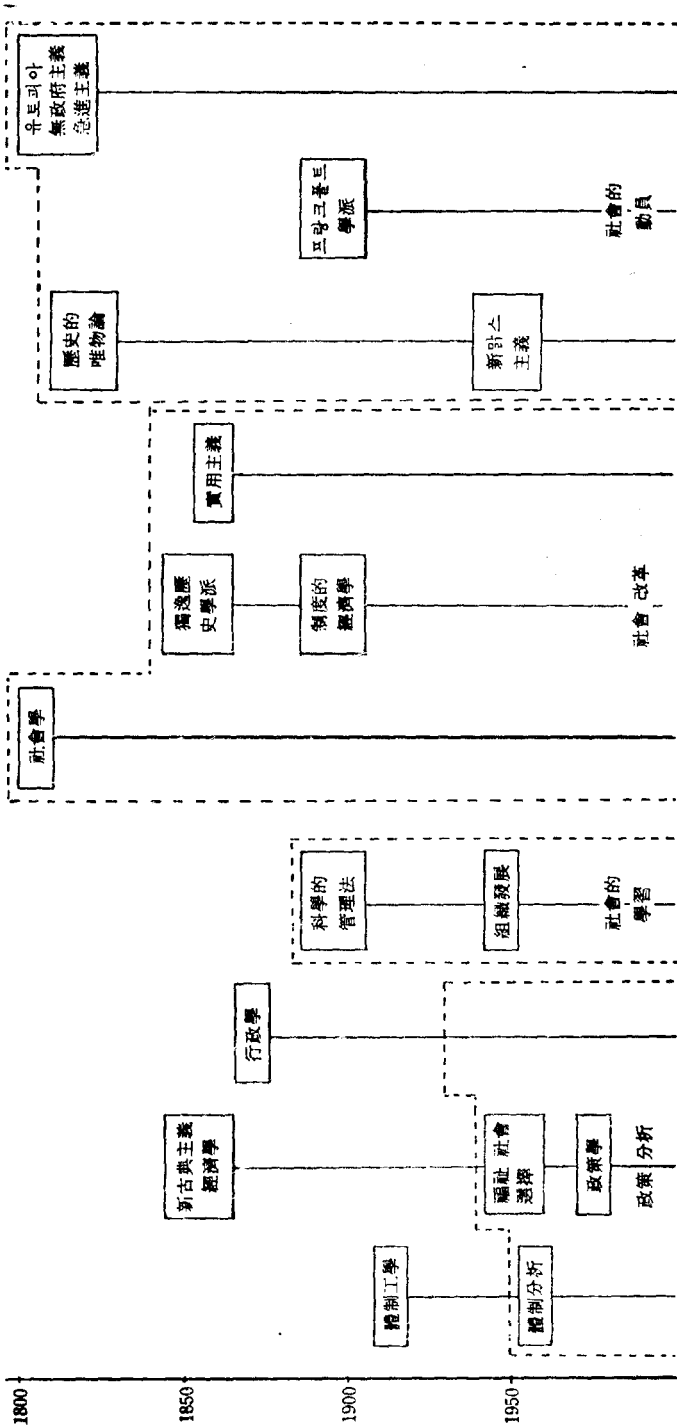 1800
1850
1900
1950
體制工學
體制分析
新古典主義
經濟學
福祉 社會
選擇
政策學
政策 分析
行政學
科學的
管理法
組織發展
社會的
學習
社會學
獨逸歷
史學派
制度的
經濟學
社會 改革
實用主義
歷史的
唯物論
新맑스
主義
프랑크푸르트
學派
社會的
動員
유토피아
無政府主義
急進主義